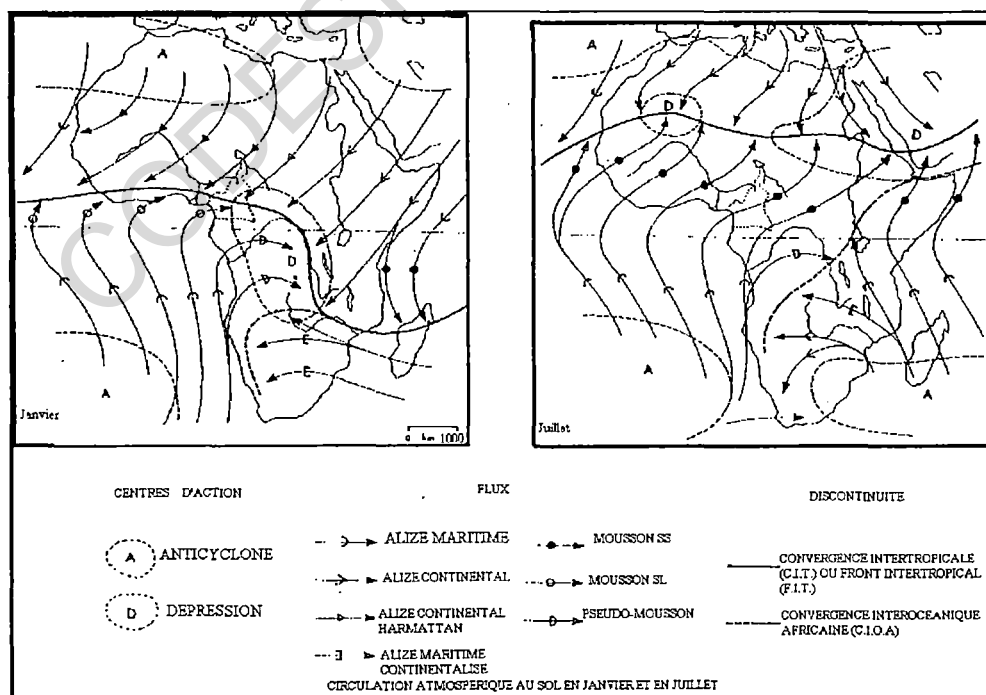 CODES
A
D
D
D
D
E
E
A
Janvier
0 km 1000
A
D
D
D
E
A
A
Juillet
CENTRES D'ACTION
FLUX
DISCONTINUITE
A ANTICYCLONE
D DEPRESSION
ALIZE MARITIME
ALIZE CONTINENTAL
ALIZE CONTINENTAL
HARMATTAN
E ALIZE MARITIME
CONTINENTALISE
MOUSSON SS
MOUSSON SL
PSEUDO-MOUSSON
CONVERGENCE INTERTROPICALE
(C.I.T.) OU FRONT INTERTROPICAL
(F.I.T.)
CONVERGENCE INTEROCEANIQUE
AFRICAINE (C.I.O.A)
CIRCULATION ATMOSPERIQUE AU SOL EN JANVIER ET EN JUILLET